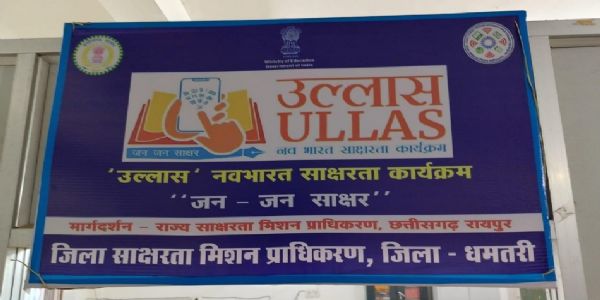 Ministry of Education
उल्लास
ULLAS
नव भारत साक्षरता कार्यक्रम
जन जन साक्षर
'उल्लास' नवभारत साक्षरता कार्यक्रम
"जन - जन साक्षर"
मार्गदर्शन - राज्य साक्षरता मिशन प्राधिकरण, छत्तीसगढ़ रायपुर
जिला साक्षरता मिशन प्राधिकरण, जिला - धमतरी